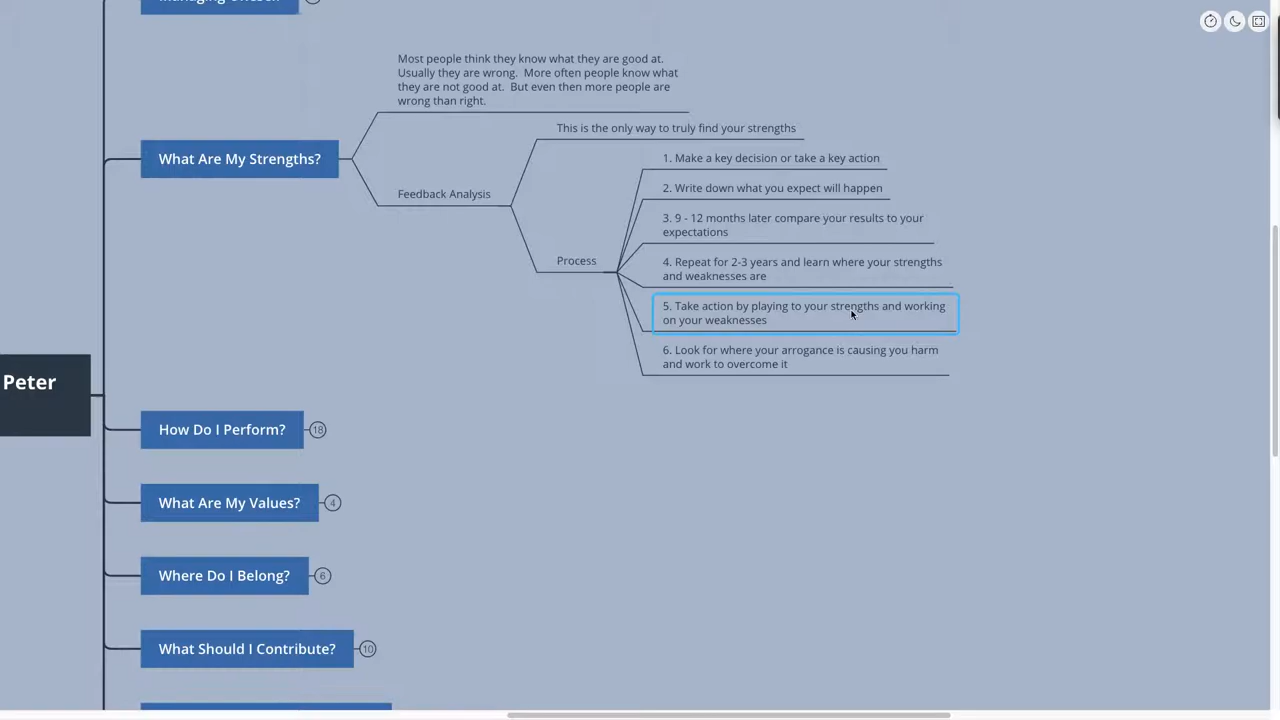 Most people think they know what they are good at.
Usually they are wrong.  More often people know what
they are not good at.  But even then more people are
wrong than right.
This is the only way to truly find your strengths
What Are My Strengths?
1. Make a key decision or take a key action
Feedback Analysis
2. Write down what you expect will happen
3. 9 - 12 months later compare your results to your
expectations
Process
4. Repeat for 2-3 years and learn where your strengths
and weaknesses are
5. Take action by playing to your strengths and working
on your weaknesses
6. Look for where your arrogance is causing you harm
and work to overcome it
Peter
How Do I Perform?
18
What Are My Values?
4
Where Do I Belong?
6
What Should I Contribute?
10